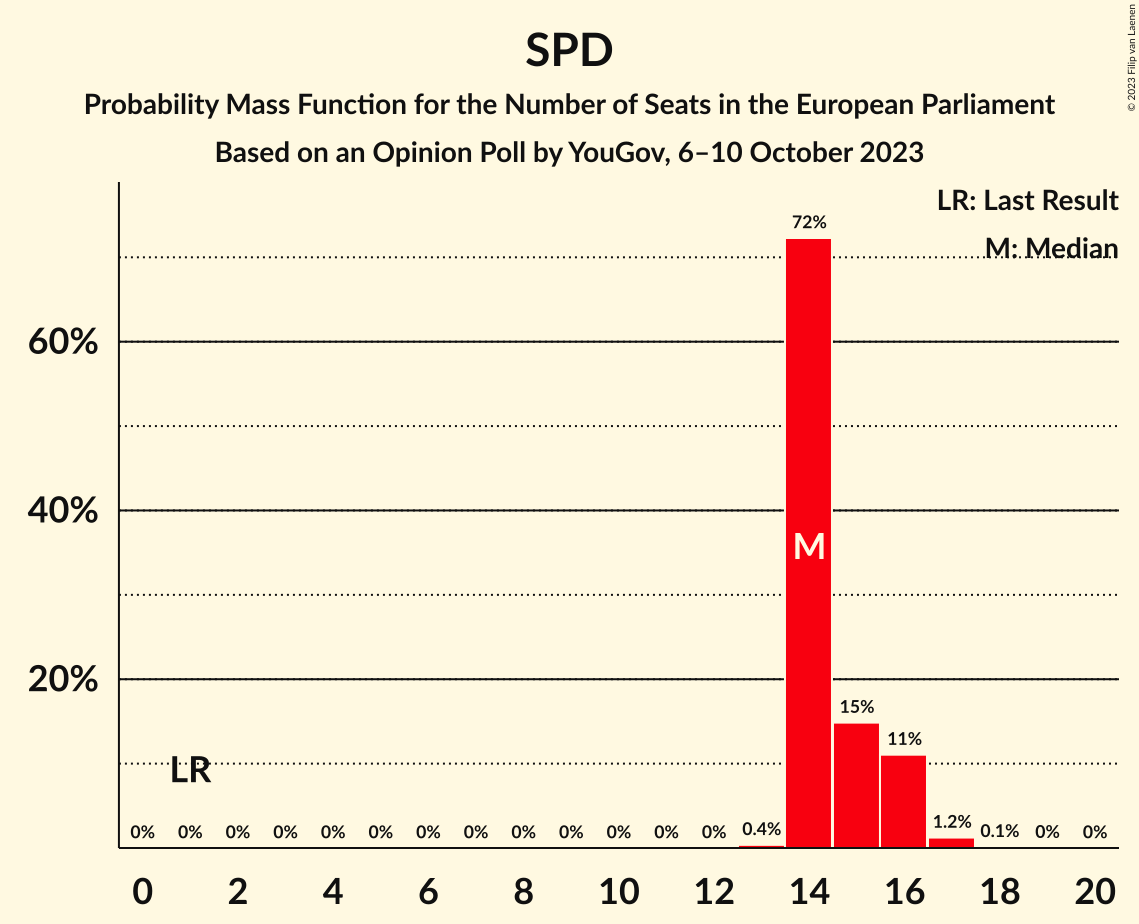 SPD
Probability Mass Function for the Number of Seats in the European Parliament
Based on an Opinion Poll by YouGov, 6–10 October 2023
© 2023 Filip van Laenen
LR: Last Result
M: Median
72%
60%
40%
M
20%
15%
11%
LR
0% 0% 0% 0% 0% 0% 0% 0% 0% 0% 0% 0% 0% 0.4% 1.2% 0.1% 0% 0%
0 2 4 6 8 10 12 14 16 18 20